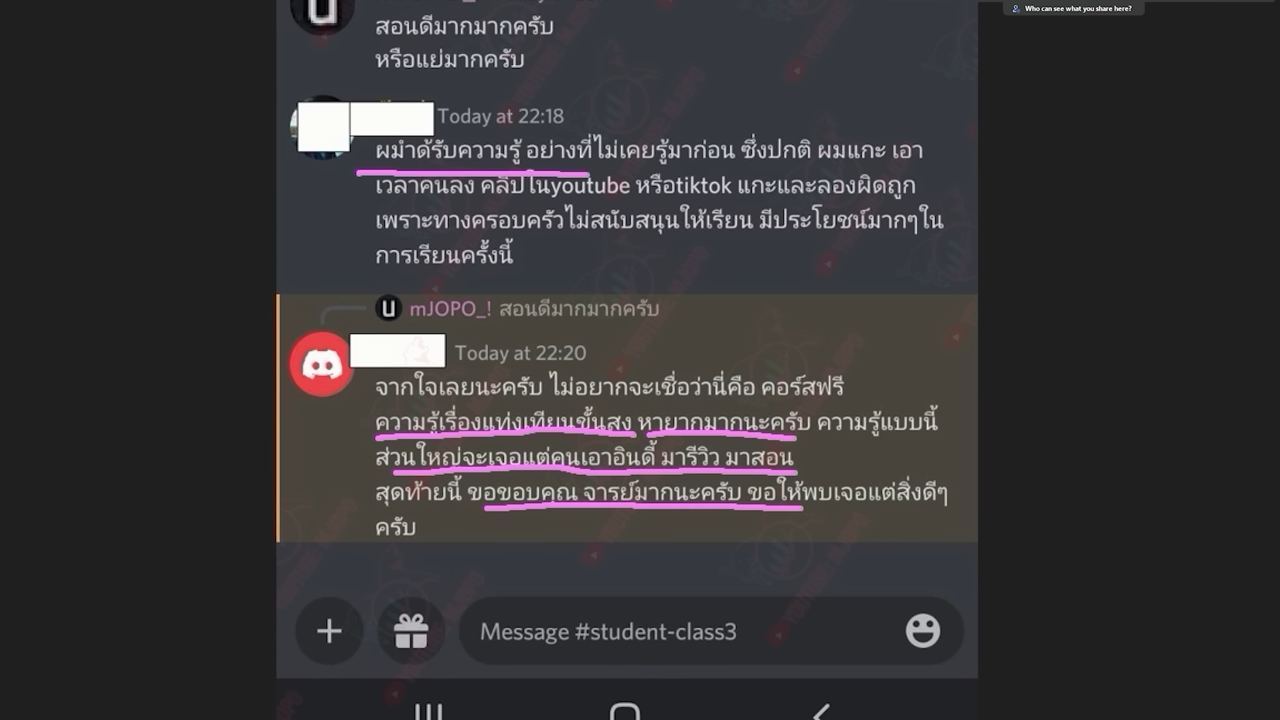 Who can see what you share here?
สอนดีมากมากครับ
หรือแย่มากครับ
Today at 22:18
ผมำด้รับความรู้ อย่างที่ไม่เคยรู้มาก่อน ซึ่งปกติ ผมแกะ เอา
เวลาคนลง คลิปในyoutube หรือtiktok แกะและลองผิดถูก
เพราะทางครอบครัวไม่สนับสนุนให้เรียน มีประโยชน์มากๆใน
การเรียนครั้งนี้
mJOPO_! สอนดีมากมากครับ
Today at 22:20
จากใจเลยนะครับ ไม่อยากจะเชื่อว่านี่คือ คอร์สฟรี
ความรู้เรื่องแท่งเทียนขั้นสูง หายากมากนะครับ ความรู้แบบนี้
ส่วนใหญ่จะเจอแต่คนเอาอินดี้ มารีวิว มาสอน
สุดท้ายนี้ ขอขอบคุณ จารย์มากนะครับ ขอให้พบเจอแต่สิ่งดีๆ
ครับ
Message #student-class3